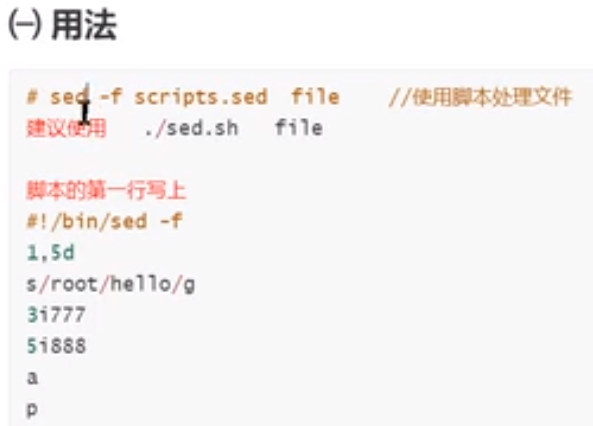 ㈠ 用法
# sed -f scripts.sed  file    //使用脚本处理文件
建议使用   ./sed.sh   file
脚本的第一行写上
#!/bin/sed -f
1,5d
s/root/hello/g
3i777
5i888
a
p